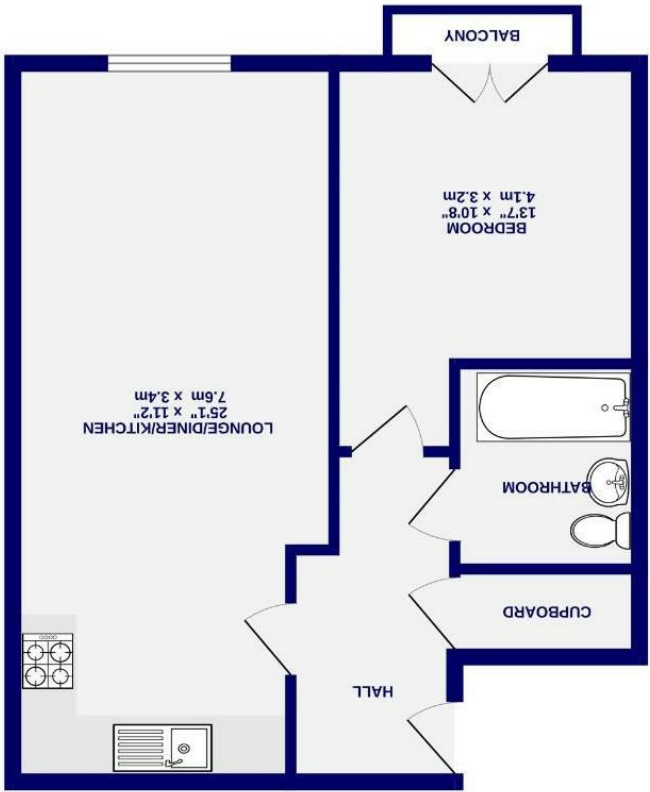 HALL
CUPBOARD
BATHROOM
LOUNGE/DINER/KITCHEN
25'1" x 11'2"
7.6m x 3.4m
BEDROOM
13'7" x 10'8"
4.1m x 3.2m
BALCONY